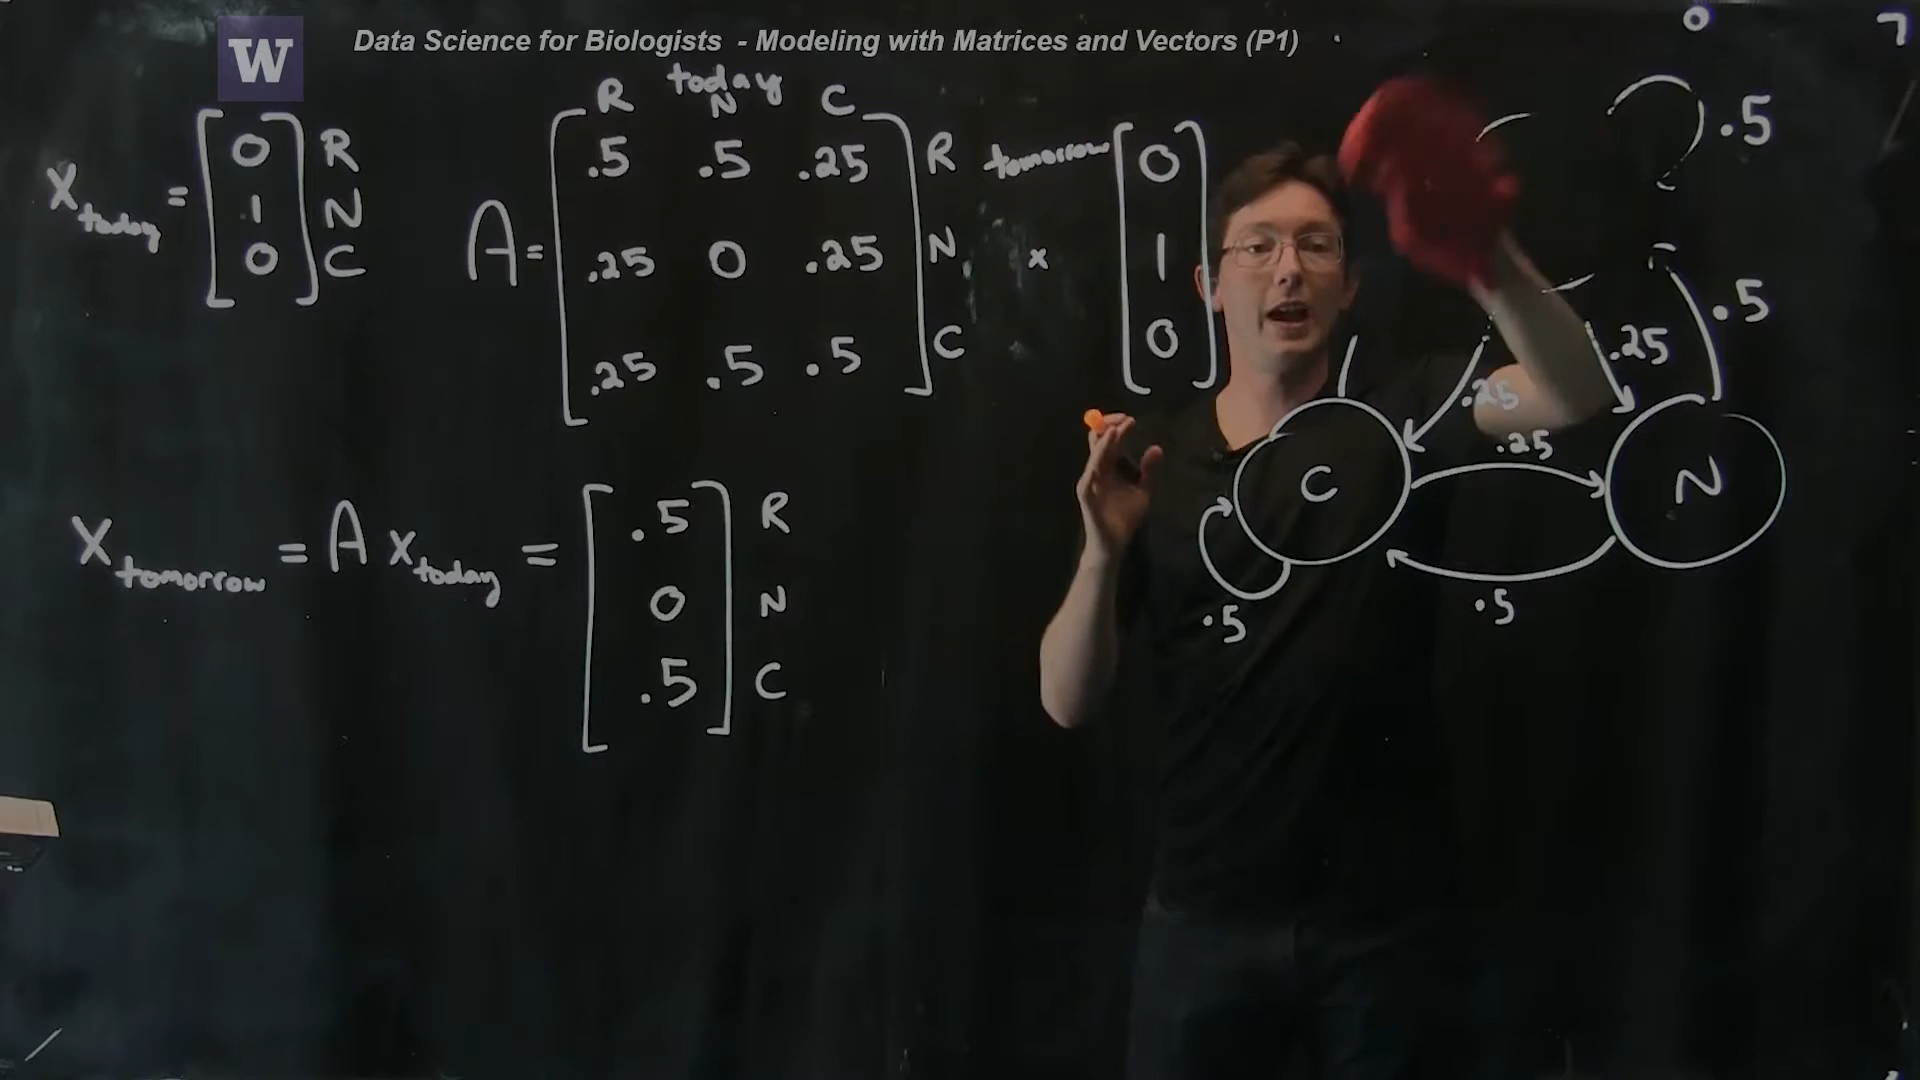 W Data Science for Biologists - Modeling with Matrices and Vectors (P1)
x today = [0 1 0] R N C
today
R N C
A = [.5 .5 .25] R tomorrow
[.25 0 .25] N
[.25 .5 .5] C
x [0 1 0]
x tomorrow = A x today = [.5 0 .5] R N C
.5
.5
.25
.25
.25
C
N
.5
.5